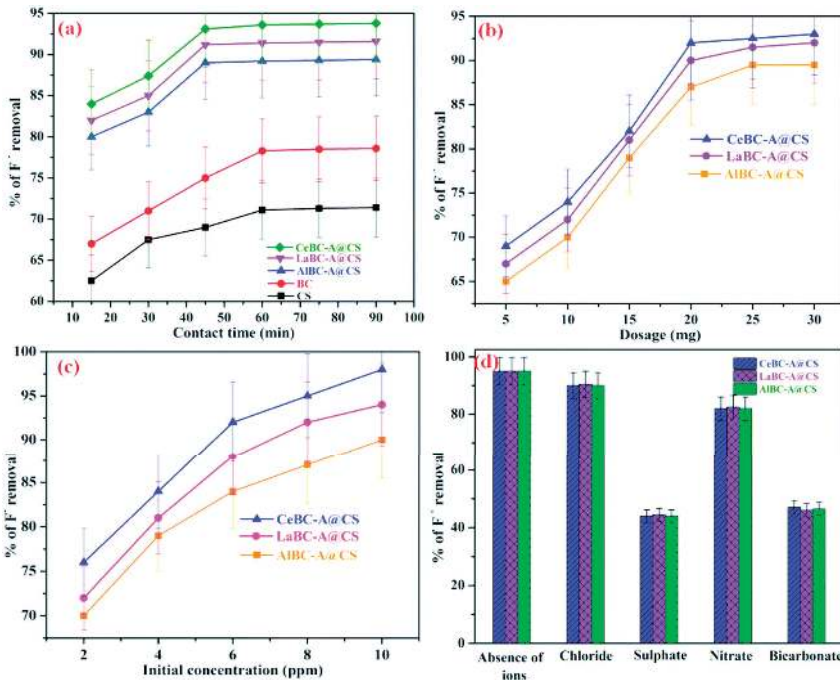 (a)
% of F⁻ removal
95
90
85
80
75
70
65
60
10 20 30 40 50 60 70 80 90 100
Contact time (min)
CeBC-A@CS
LaBC-A@CS
AlBC-A@CS
BC
CS
(b)
% of F⁻ removal
95
90
85
80
75
70
65
5 10 15 20 25 30
Dosage (mg)
CeBC-A@CS
LaBC-A@CS
AlBC-A@CS
(c)
% of F⁻ removal
100
95
90
85
80
75
70
2 4 6 8 10
Initial concentration (ppm)
CeBC-A@CS
LaBC-A@CS
AlBC-A@CS
(d)
% of F⁻ removal
100
80
60
40
20
0
Absence of
ions
Chloride Sulphate Nitrate Bicarbonate
CeBC-A@CS
LaBC-A@CS
AlBC-A@CS